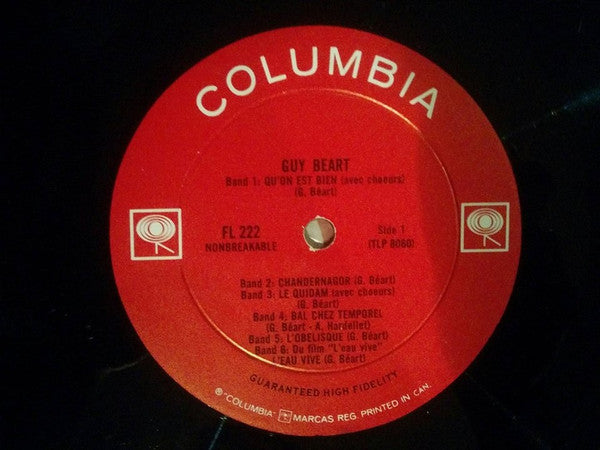 COLUMBIA
GUY BEART
Band 1: QU'ON EST BIEN (avec choeurs)
(G. Béart)
FL 222
NONBREAKABLE
Side 1
(TLP 8060)
Band 2: CHANDERNAGOR (G. Béart)
Band 3: LE QUIDAM (avec choeurs)
(G. Béart)
Band 4: BAL CHEZ TEMPOREL
(G. Béart - A. Hardellet)
Band 5: L'OBELISQUE (G. Béart)
Band 6: Du film "L'eau vive"
L'EAU VIVE (G. Béart)
GUARANTEED HIGH FIDELITY
® "COLUMBIA" MARCAS REG. PRINTED IN CAN.